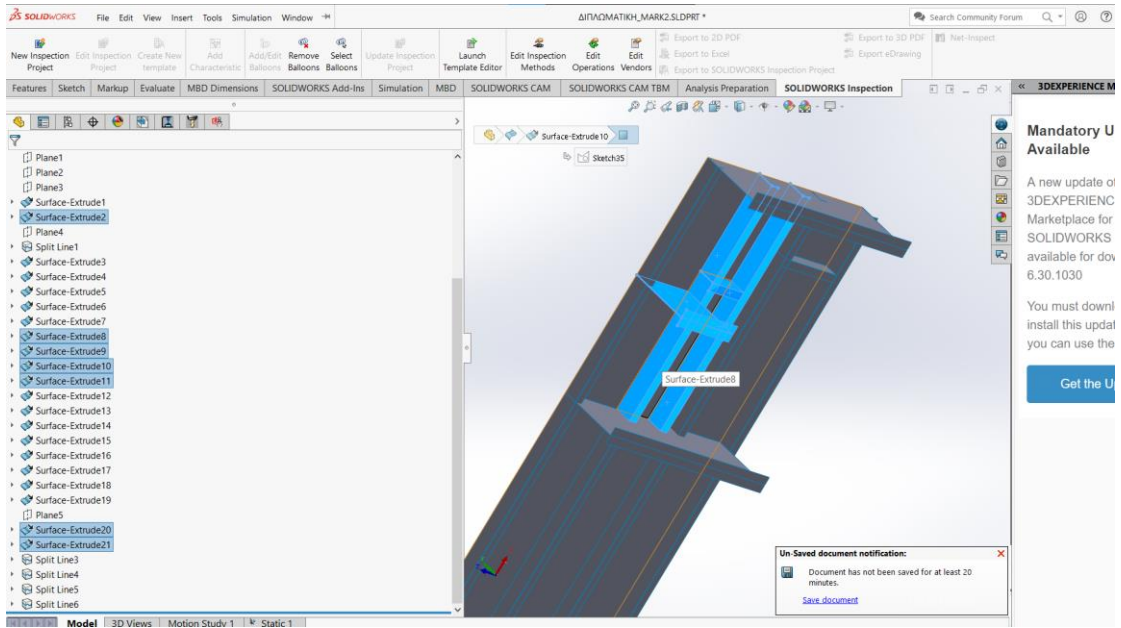 SOLIDWORKS File Edit View Insert Tools Simulation Window ΔΙΠΛΩΜΑΤΙΚΗ_MARK2.SLDPRT * Search Community Forum
New Inspection Project
Edit Inspection Project
Create New template
Add Characteristic
Add/Edit Balloons
Remove Balloons
Select Balloons
Update Inspection Project
Launch Template Editor
Edit Inspection Methods
Edit Operations
Edit Vendors
Export to 2D PDF
Export to Excel
Export to SOLIDWORKS Inspection Project
Export to 3D PDF
Export eDrawing
Net-Inspect
Features Sketch Markup Evaluate MBD Dimensions SOLIDWORKS Add-Ins Simulation MBD SOLIDWORKS CAM SOLIDWORKS CAM TBM Analysis Preparation SOLIDWORKS Inspection
Plane1
Plane2
Plane3
Surface-Extrude1
Surface-Extrude2
Plane4
Split Line1
Surface-Extrude3
Surface-Extrude4
Surface-Extrude5
Surface-Extrude6
Surface-Extrude7
Surface-Extrude8
Surface-Extrude9
Surface-Extrude10
Surface-Extrude11
Surface-Extrude12
Surface-Extrude13
Surface-Extrude14
Surface-Extrude15
Surface-Extrude16
Surface-Extrude17
Surface-Extrude18
Surface-Extrude19
Plane5
Surface-Extrude20
Surface-Extrude21
Split Line3
Split Line4
Split Line5
Split Line6
Surface-Extrude10
Sketch35
Surface-Extrude8
Un-Saved document notification:
Document has not been saved for at least 20
minutes.
Save document
3DEXPERIENCE M
Mandatory U
Available
A new update of
3DEXPERIENC
Marketplace for
SOLIDWORKS
available for dow
6.30.1030
You must downl
install this updat
you can use the
Get the U
Model 3D Views Motion Study 1 Static 1